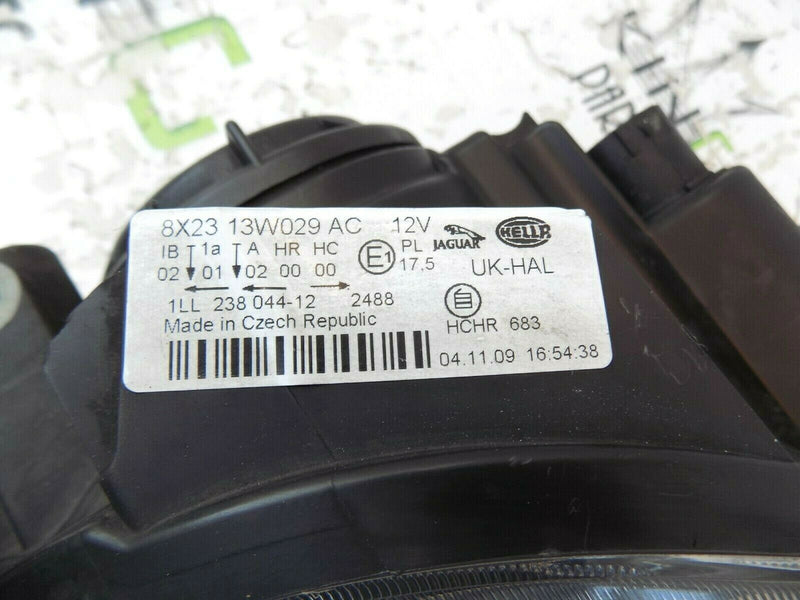 8X23 13W029 AC 12V JAGUAR HELLA
IB 1a A HR HC E1 PL
02 01 02 00 00 17,5 UK-HAL
1LL 238 044-12 2488
Made in Czech Republic HCHR 683
04.11.09 16:54:38